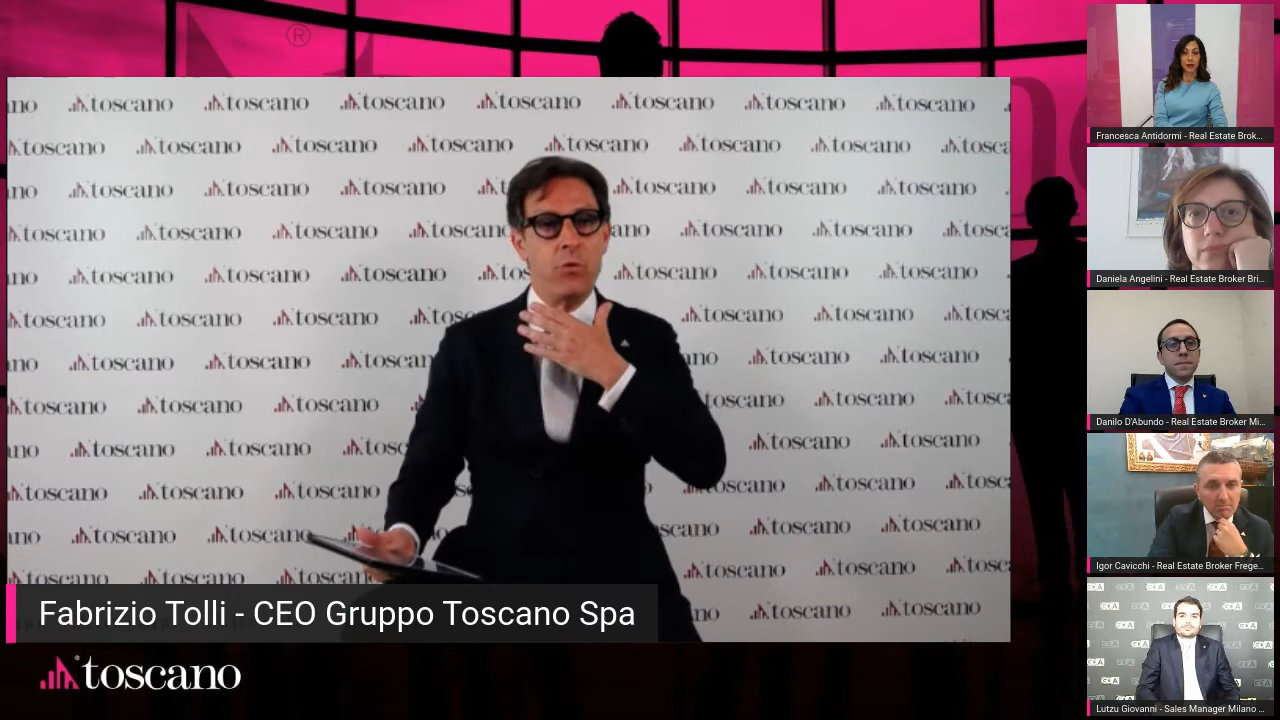 Fabrizio Tolli - CEO Gruppo Toscano Spa
toscano
Francesca Antidormi - Real Estate Brok...
Daniela Angelini - Real Estate Broker Bri...
Danilo D'Abundo - Real Estate Broker Mi...
Igor Cavicchi - Real Estate Broker Frege...
Lutzu Giovanni - Sales Manager Milano ...